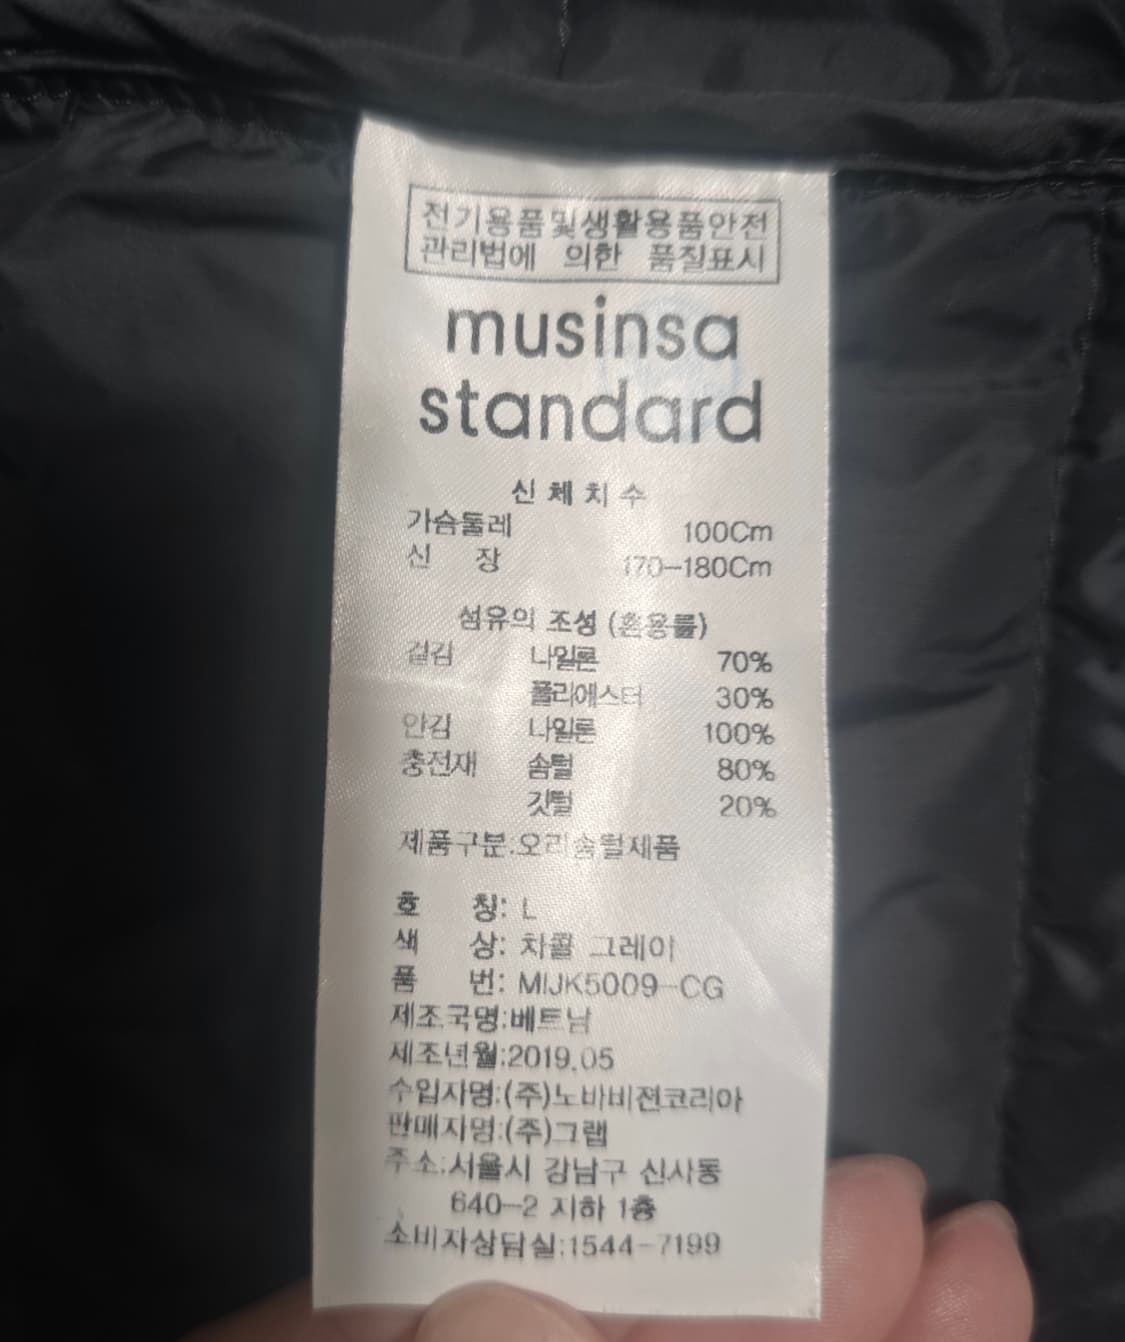 전기용품및생활용품안전
관리법에 의한 품질표시
musinsa
standard
신체치수
가슴둘레 100Cm
신 장 170-180Cm
섬유의 조성 (혼용률)
겉감 나일론 70%
폴리에스터 30%
안감 나일론 100%
충전재 솜털 80%
깃털 20%
제품구분:오리솜털제품
호 칭: L
색 상: 차콜 그레이
품 번: MIJK5009-CG
제조국명:베트남
제조년월:2019.05
수입자명:(주)노바비젼코리아
판매자명:(주)그랩
주소:서울시 강남구 신사동
640-2 지하 1층
소비자상담실:1544-7199